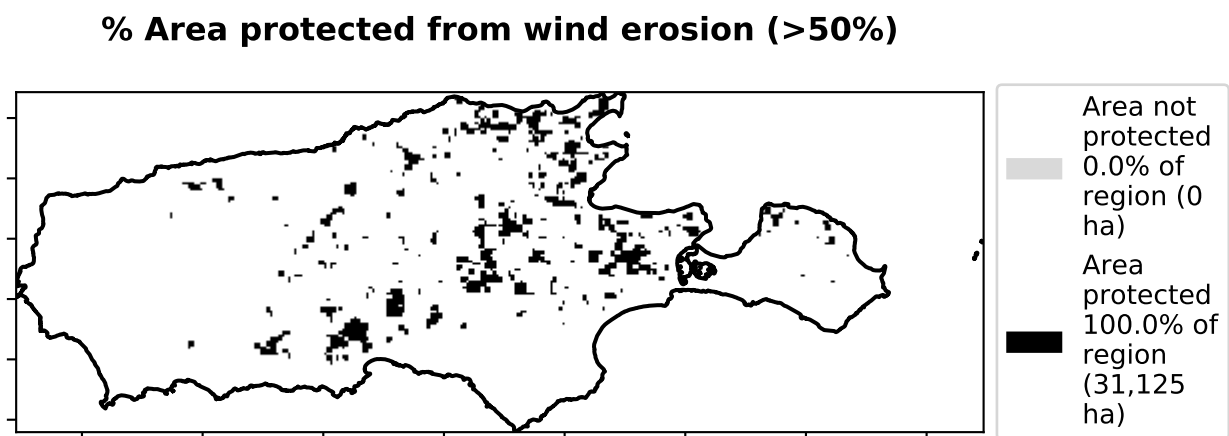 % Area protected from wind erosion (>50%)
Area not
protected
0.0% of
region (0
ha)
Area
protected
100.0% of
region
(31,125
ha)